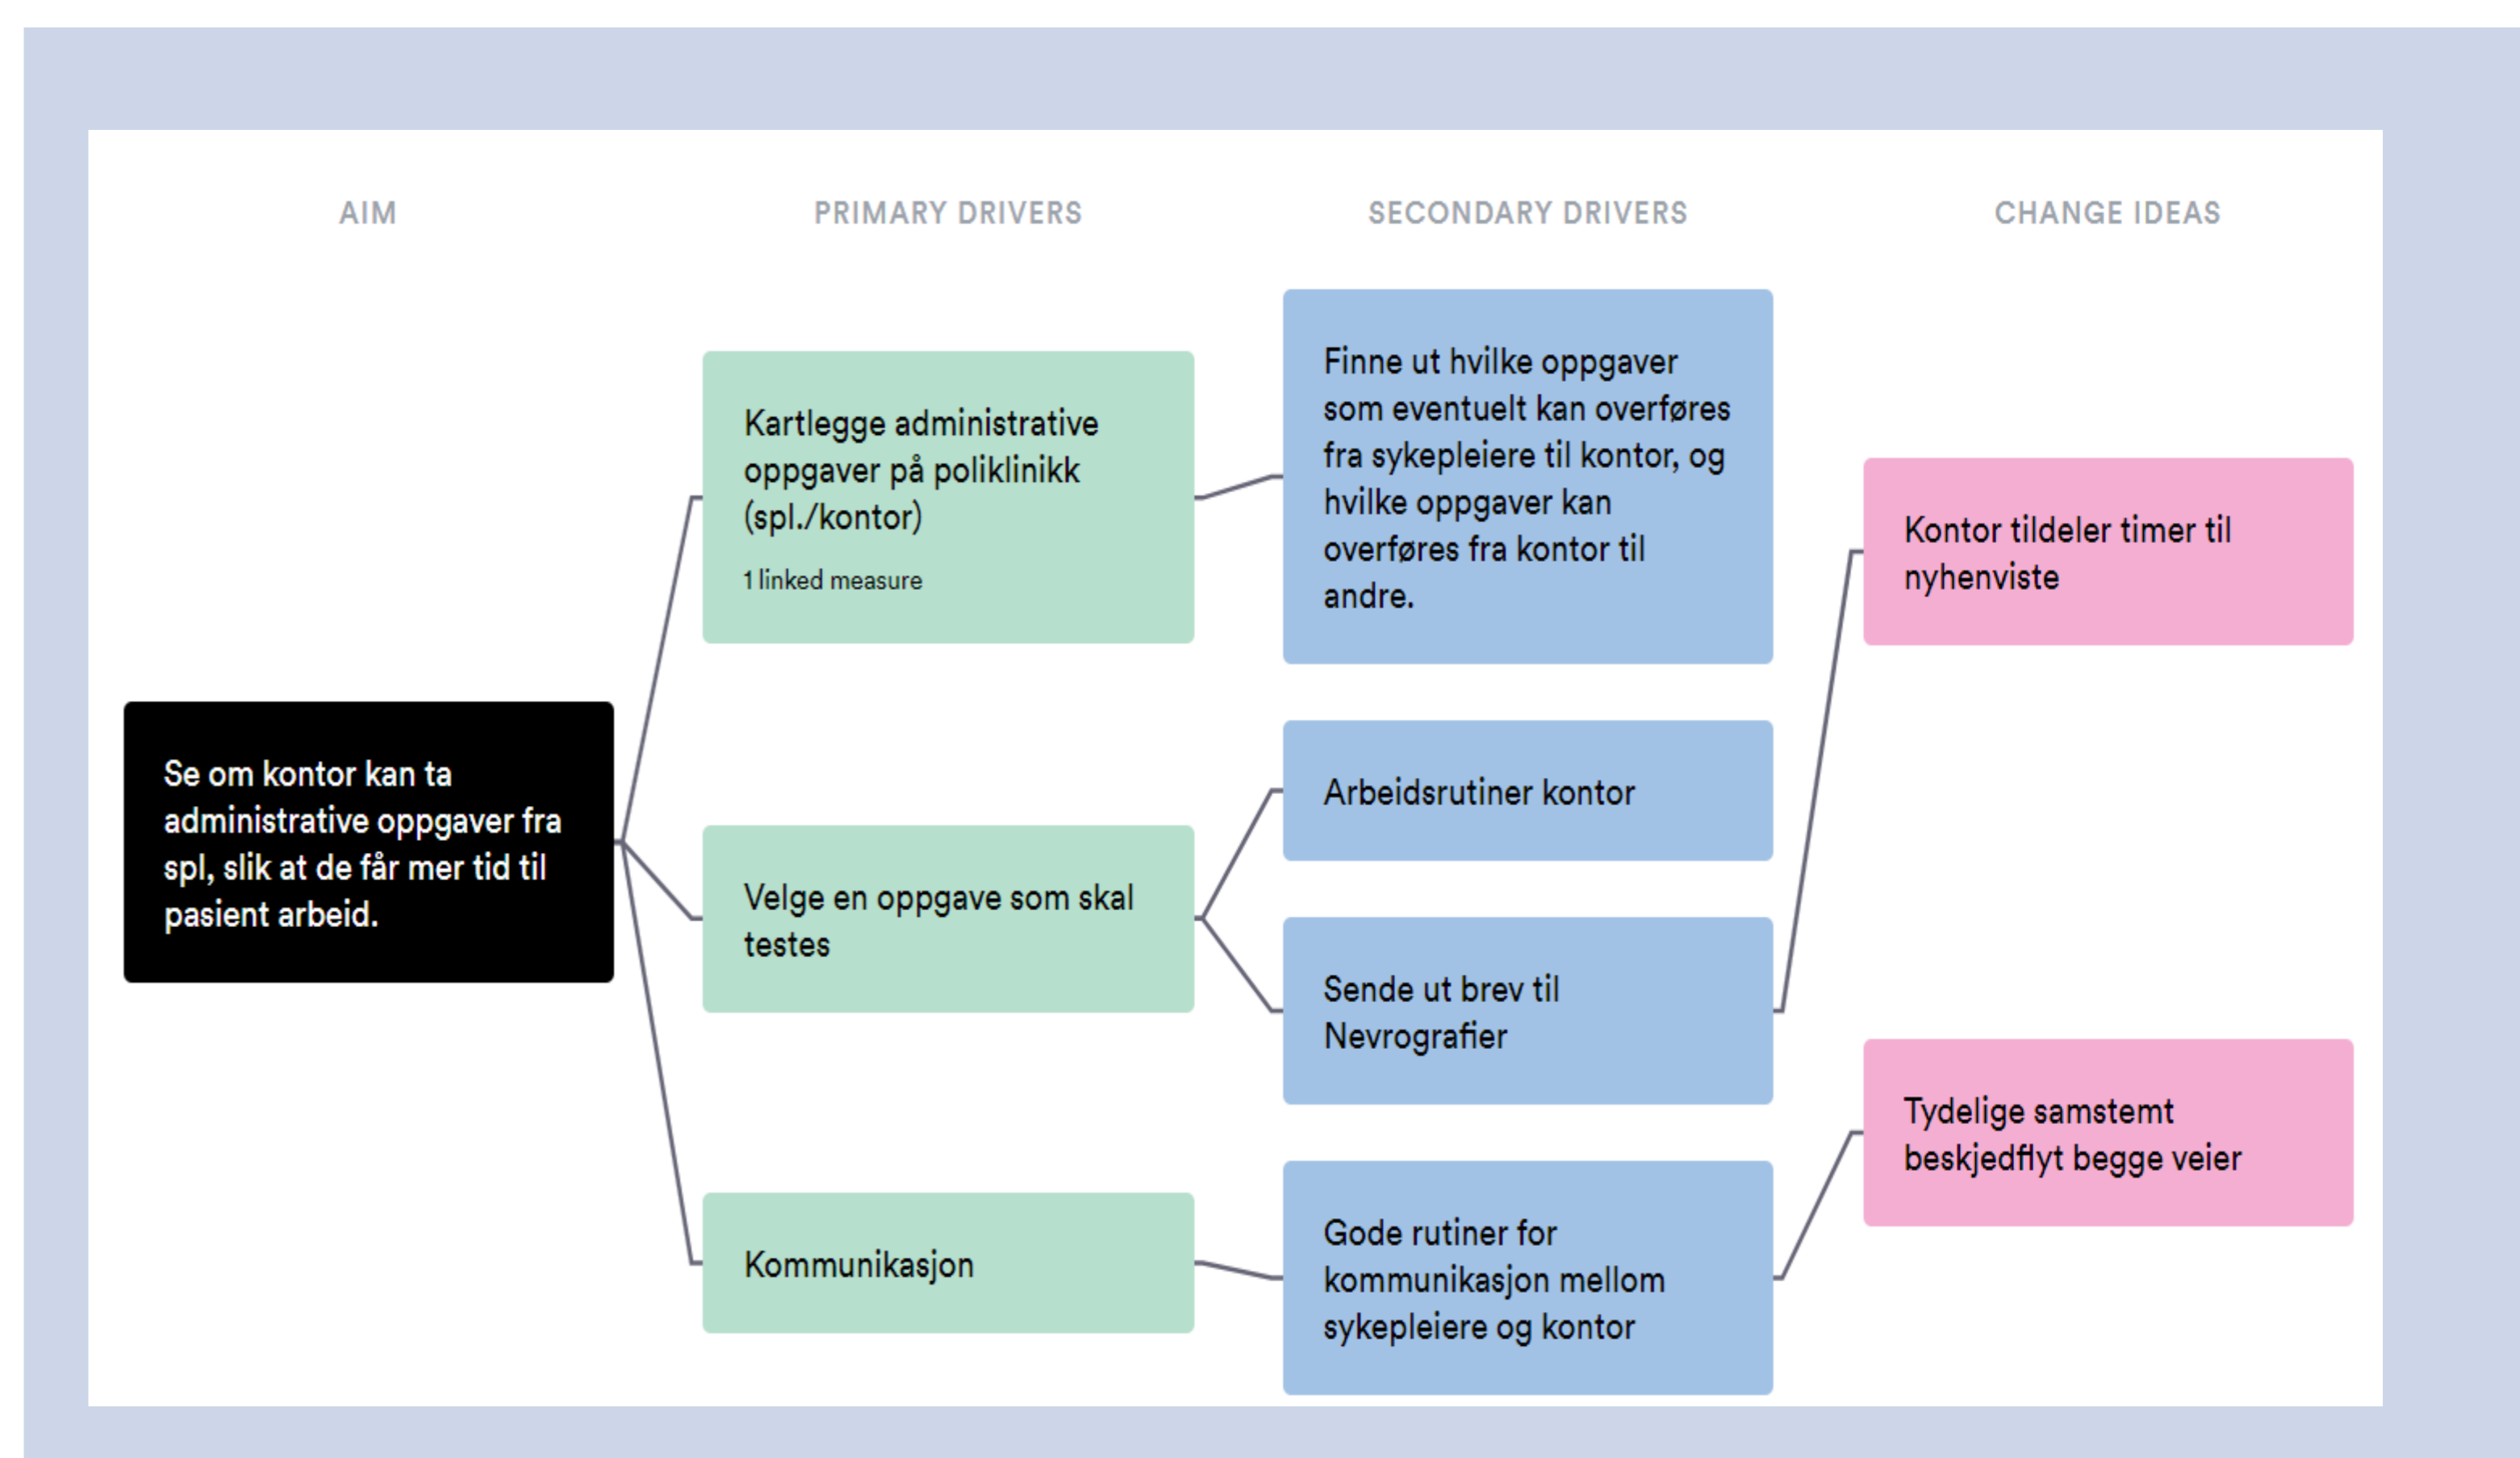 AIM
PRIMARY DRIVERS
SECONDARY DRIVERS
CHANGE IDEAS
Se om kontor kan ta
administrative oppgaver fra
spl, slik at de får mer tid til
pasient arbeid.
Kartlegge administrative
oppgaver på poliklinikk
(spl./kontor)
1 linked measure
Velge en oppgave som skal
testes
Kommunikasjon
Finne ut hvilke oppgaver
som eventuelt kan overføres
fra sykepleiere til kontor, og
hvilke oppgaver kan
overføres fra kontor til
andre.
Arbeidsrutiner kontor
Sende ut brev til
Nevrografier
Gode rutiner for
kommunikasjon mellom
sykepleiere og kontor
Kontor tildeler timer til
nyhenviste
Tydelige samstemt
beskjedflyt begge veier